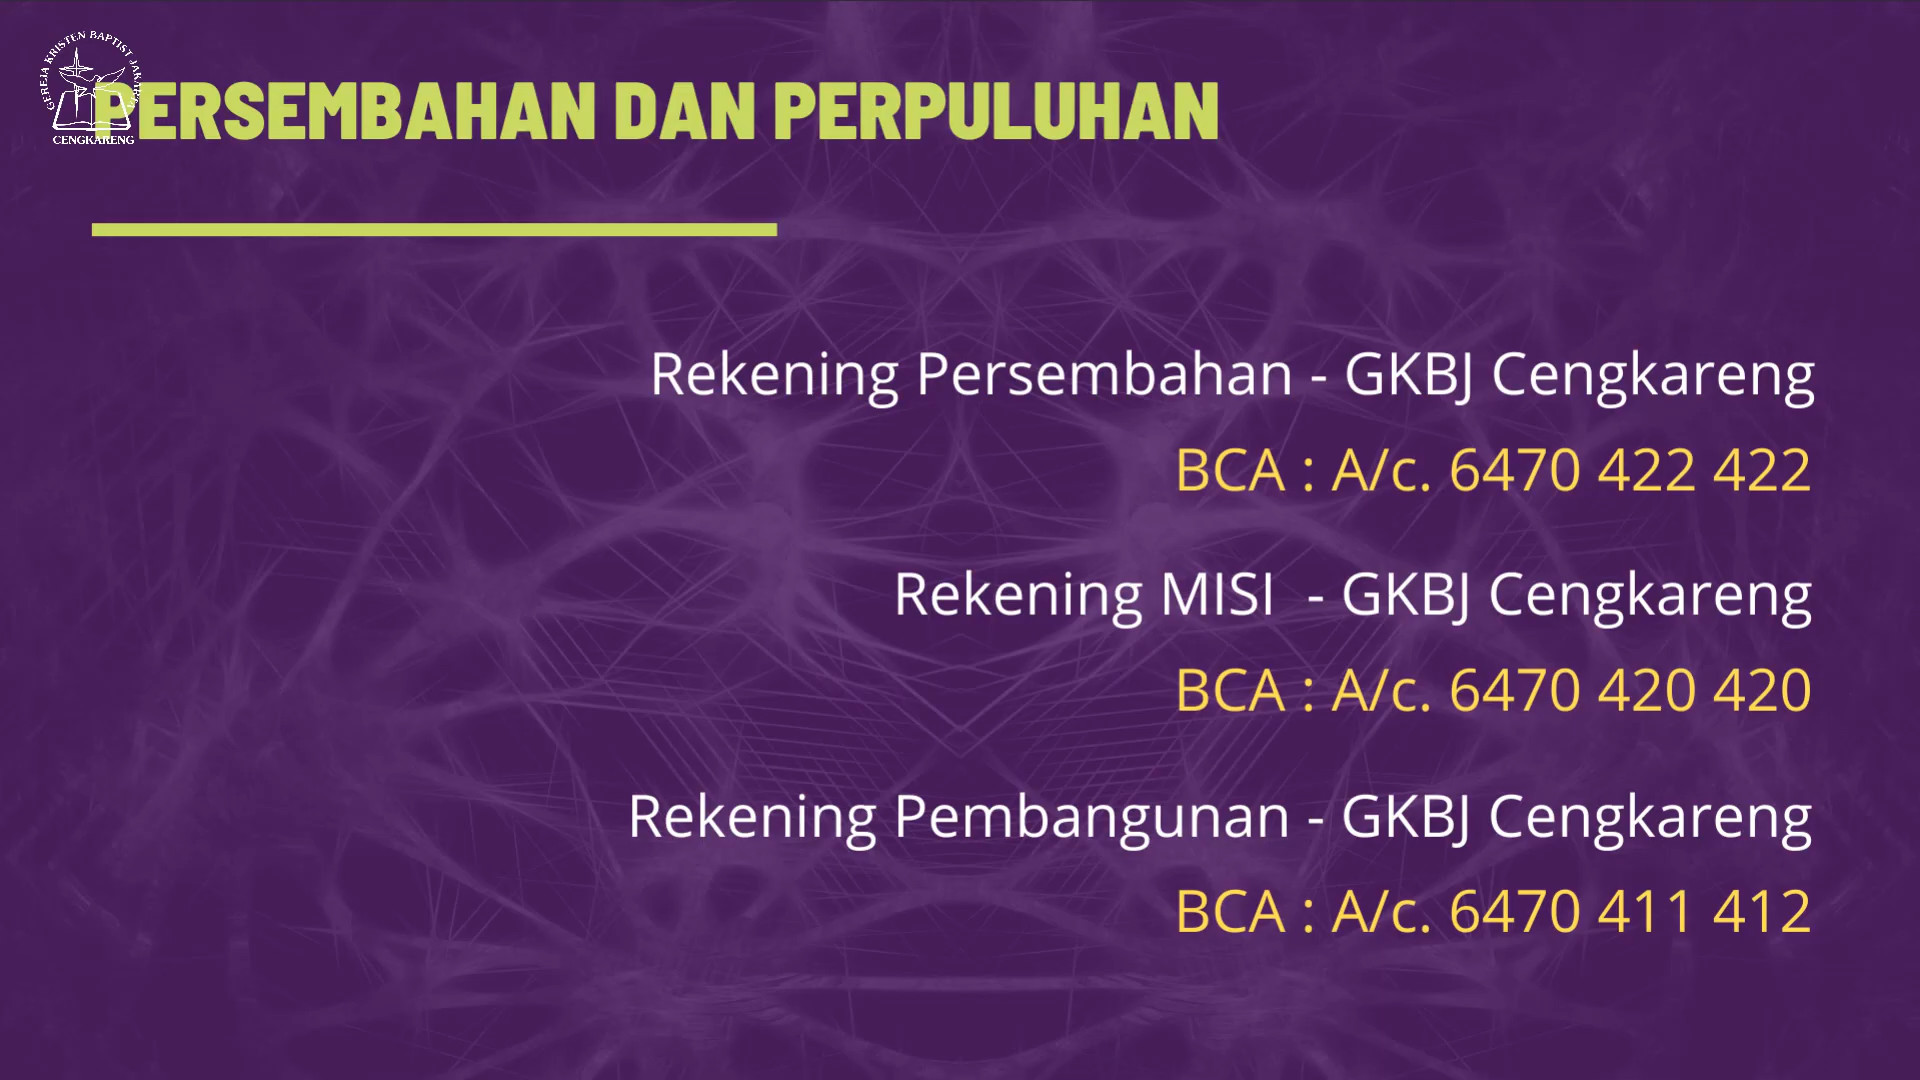 GEREJA KRISTEN BAPTIST JAKARTA
CENGKARENG
PERSEMBAHAN DAN PERPULUHAN
Rekening Persembahan - GKBJ Cengkareng
BCA : A/c. 6470 422 422
Rekening MISI  - GKBJ Cengkareng
BCA : A/c. 6470 420 420
Rekening Pembangunan - GKBJ Cengkareng
BCA : A/c. 6470 411 412